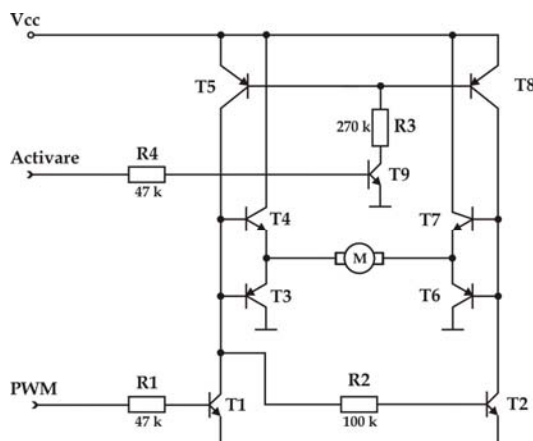 Vcc
T5
T8
270 k
R3
Activare
R4
47 k
T9
T4
T7
M
T3
T6
PWM
R1
47 k
T1
R2
100 k
T2